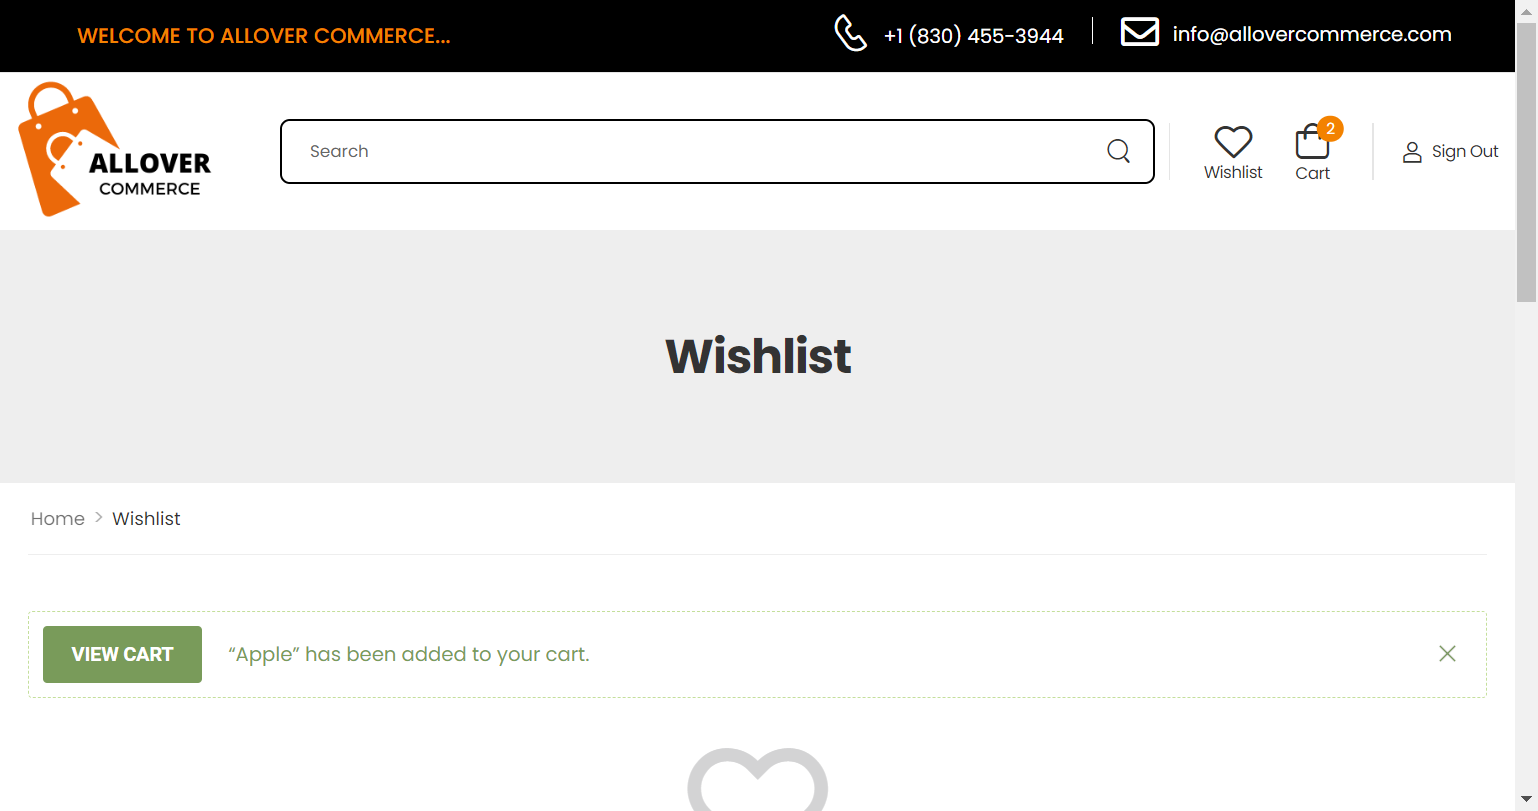 WELCOME TO ALLOVER COMMERCE...
+1 (830) 455-3944
info@allovercommerce.com
ALLOVER
COMMERCE
Search
Wishlist
2
Cart
Sign Out
Wishlist
Home > Wishlist
VIEW CART
“Apple” has been added to your cart.